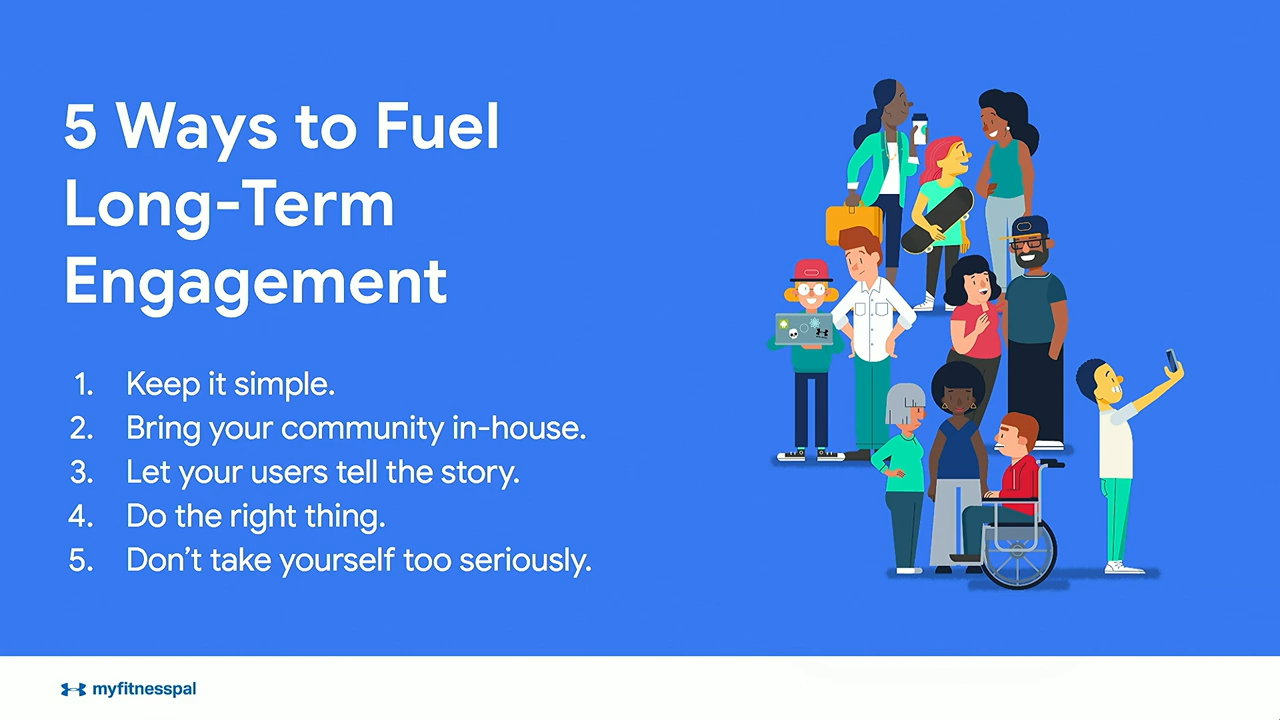 5 Ways to Fuel
Long-Term
Engagement
1. Keep it simple.
2. Bring your community in-house.
3. Let your users tell the story.
4. Do the right thing.
5. Don't take yourself too seriously.
myfitnesspal